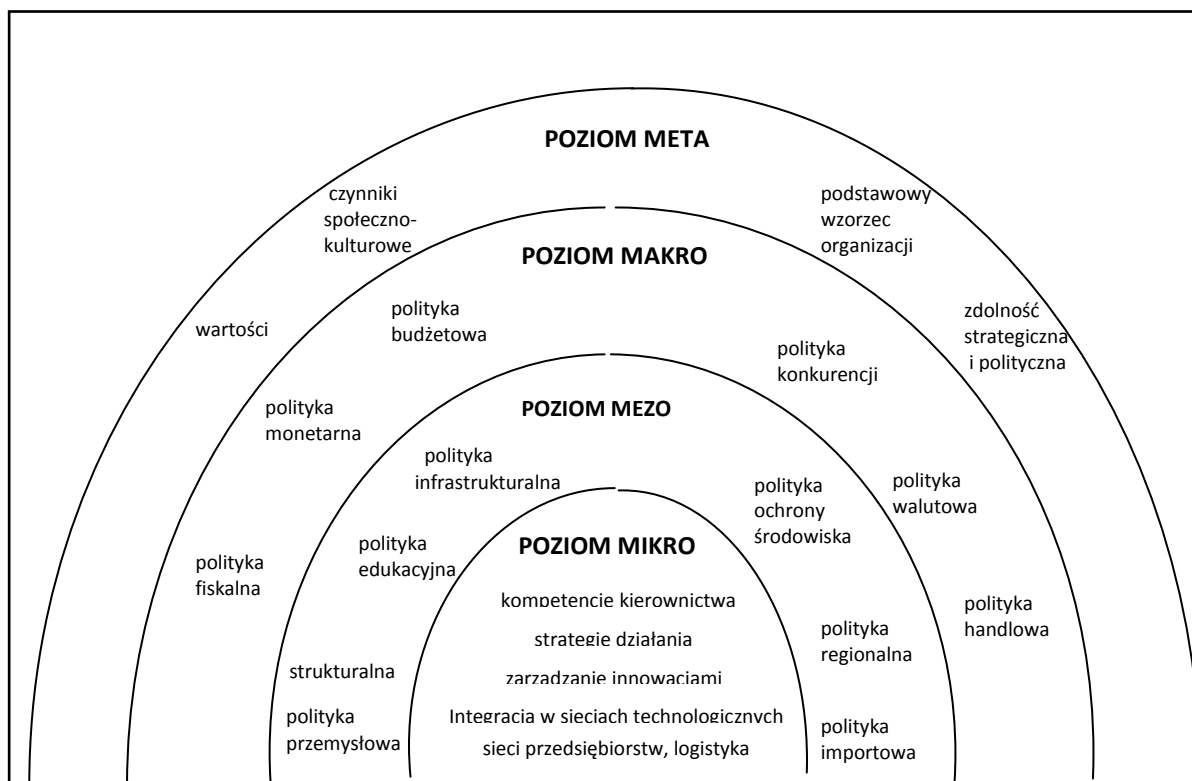 POZIOM META
czynniki
społeczno-
kulturowe
podstawowy
wzorzec
organizacji
wartości
zdolność
strategiczna
i polityczna
POZIOM MAKRO
polityka
budżetowa
polityka
konkurencji
polityka
monetarna
polityka
walutowa
polityka
fiskalna
polityka
handlowa
POZIOM MEZO
polityka
infrastrukturalna
polityka
ochrony
środowiska
polityka
edukacyjna
polityka
regionalna
strukturalna
polityka
przemysłowa
polityka
importowa
POZIOM MIKRO
kompetencje kierownictwa
strategie działania
zarządzanie innowacjami
Integracja w sieciach technologicznych
sieci przedsiębiorstw, logistyka